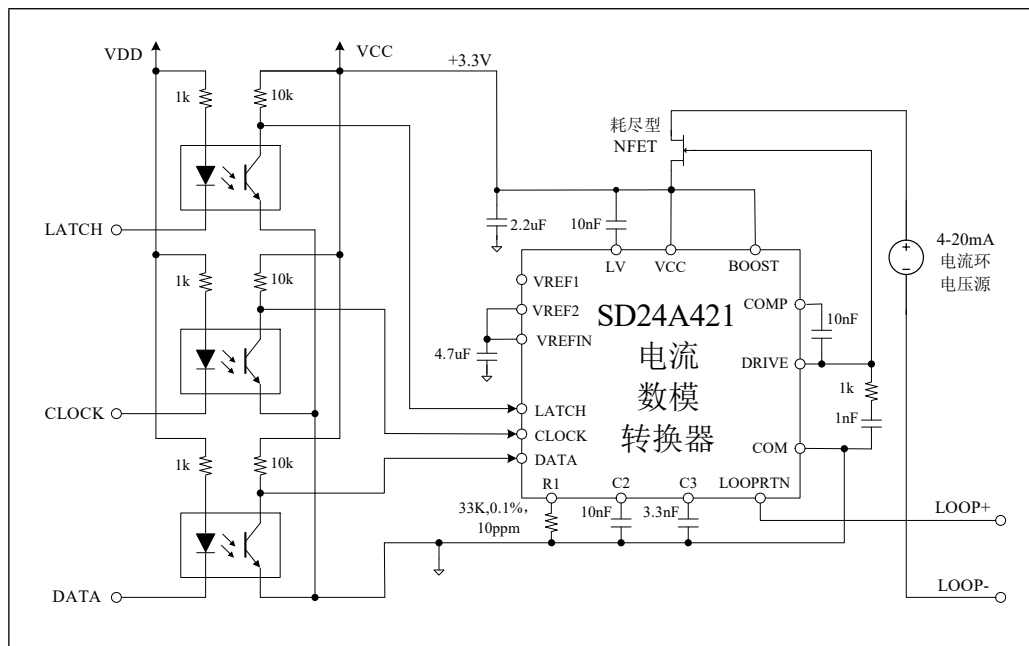 VDD
VCC
+3.3V
1k
10k
耗尽型
NFET
LATCH
2.2uF
10nF
4-20mA
电流环
电压源
+
−
LV
VCC
BOOST
1k
10k
VREF1
VREF2
VREFIN
4.7uF
SD24A421
电流
数模
转换器
COMP
10nF
DRIVE
1k
1nF
COM
CLOCK
LATCH
CLOCK
DATA
1k
10k
R1
C2
C3
LOOPRTN
33K,0.1%，
10ppm
10nF
3.3nF
LOOP+
DATA
LOOP-